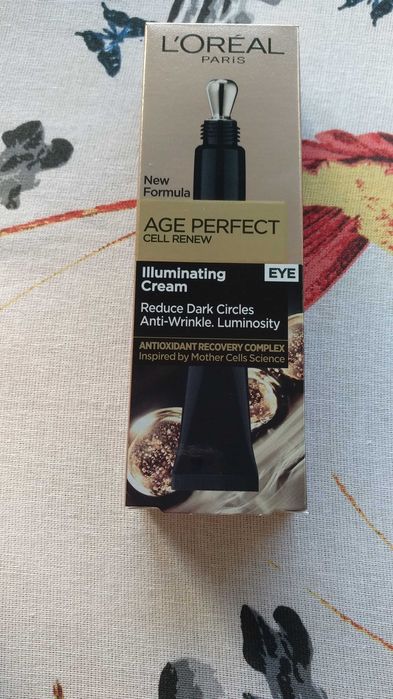 L'ORÉAL
PARIS
New
Formula
AGE PERFECT
CELL RENEW
Illuminating
Cream
EYE
Reduce Dark Circles
Anti-Wrinkle. Luminosity
ANTIOXIDANT RECOVERY COMPLEX
Inspired by Mother Cells Science